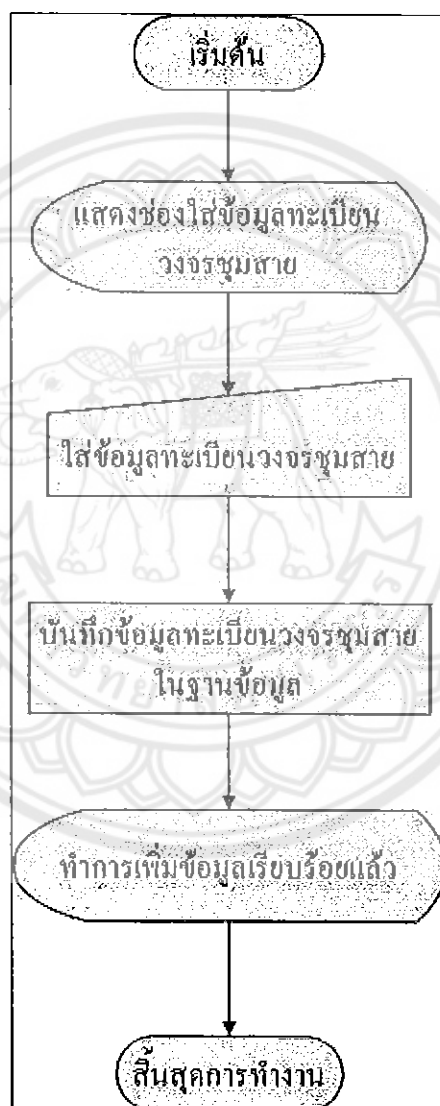 เริ่มต้น
แสดงช่องใส่ข้อมูลทะเบียน
วงจรชุมสาย
ใส่ข้อมูลทะเบียนวงจรชุมสาย
บันทึกข้อมูลทะเบียนวงจรชุมสาย
ในฐานข้อมูล
ทำการเพิ่มข้อมูลเรียบร้อยแล้ว
สิ้นสุดการทำงาน